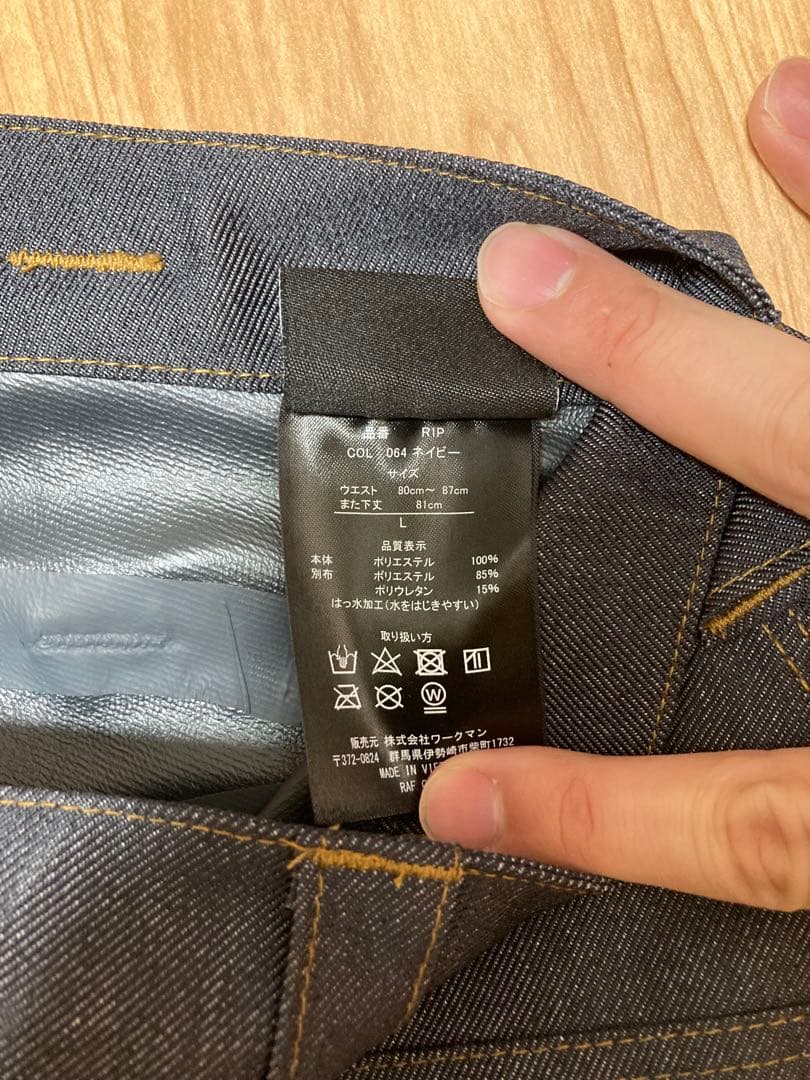 品番 R1P
COL 064 ネイビー
サイズ
ウエスト 80cm～ 87cm
また下丈 81cm
L
品質表示
本体 ポリエステル 100%
別布 ポリエステル 85%
ポリウレタン 15%
はっ水加工(水をはじきやすい)
取り扱い方
W
販売元 株式会社ワークマン
〒372-0824 群馬県伊勢崎市柴町1732
MADE IN
RAF